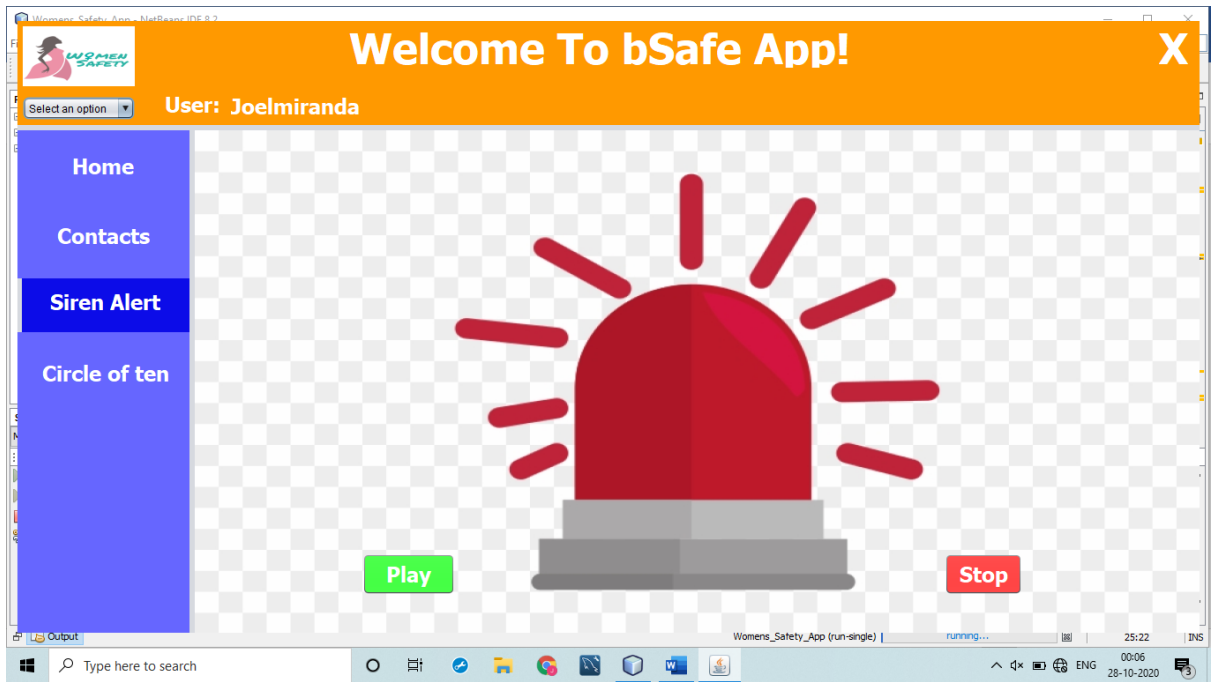 Womens_Safety_App - NetBeans IDE 8.2
WOMEN
SAFETY
Welcome To bSafe App!
X
Select an option
User: Joelmiranda
Home
Contacts
Siren Alert
Circle of ten
Play
Stop
Output
Womens_Safety_App (run-single)
running...
25:22
INS
Type here to search
ENG
00:06
28-10-2020
3